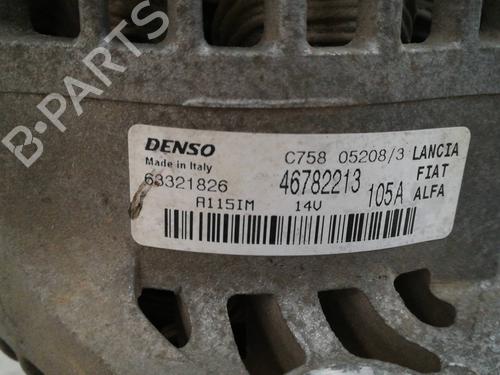 B-PARTS
DENSO
Made in Italy
63321826
A115IM
C758 05208/3
46782213
14V
105A
LANCIA
FIAT
ALFA